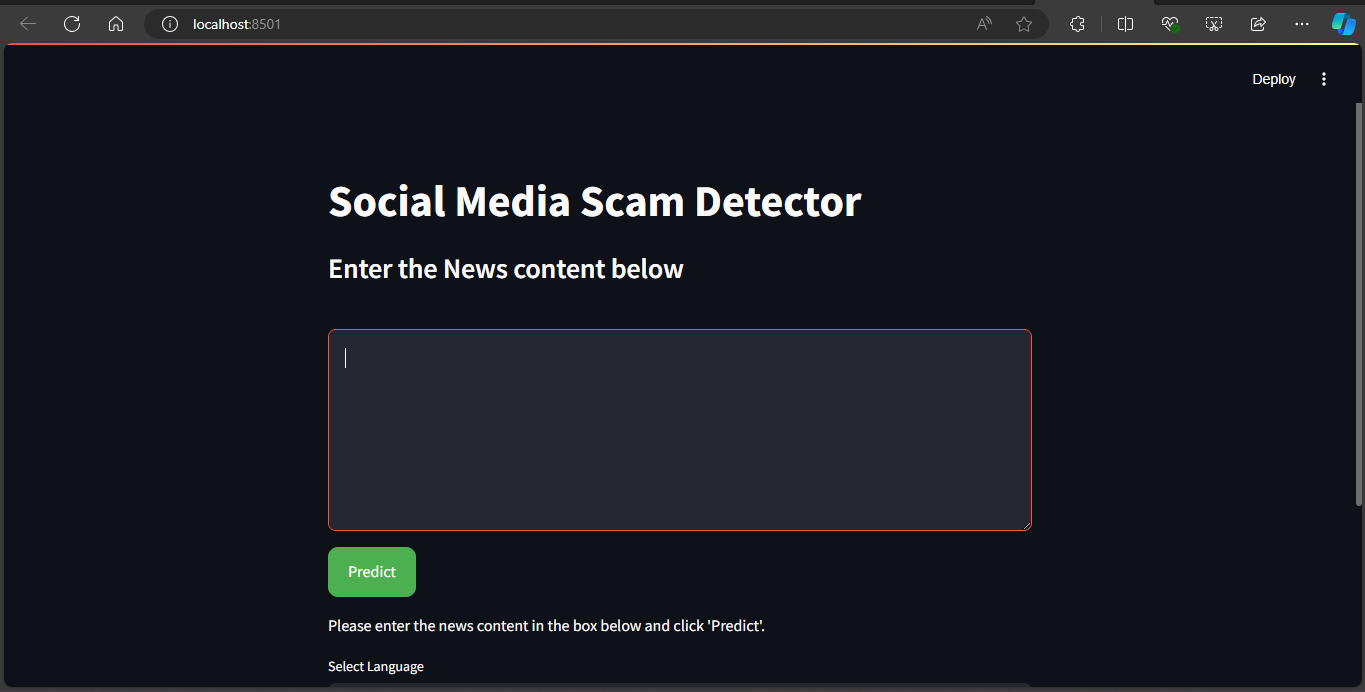 localhost:8501
Deploy
Social Media Scam Detector
Enter the News content below
Predict
Please enter the news content in the box below and click 'Predict'.
Select Language